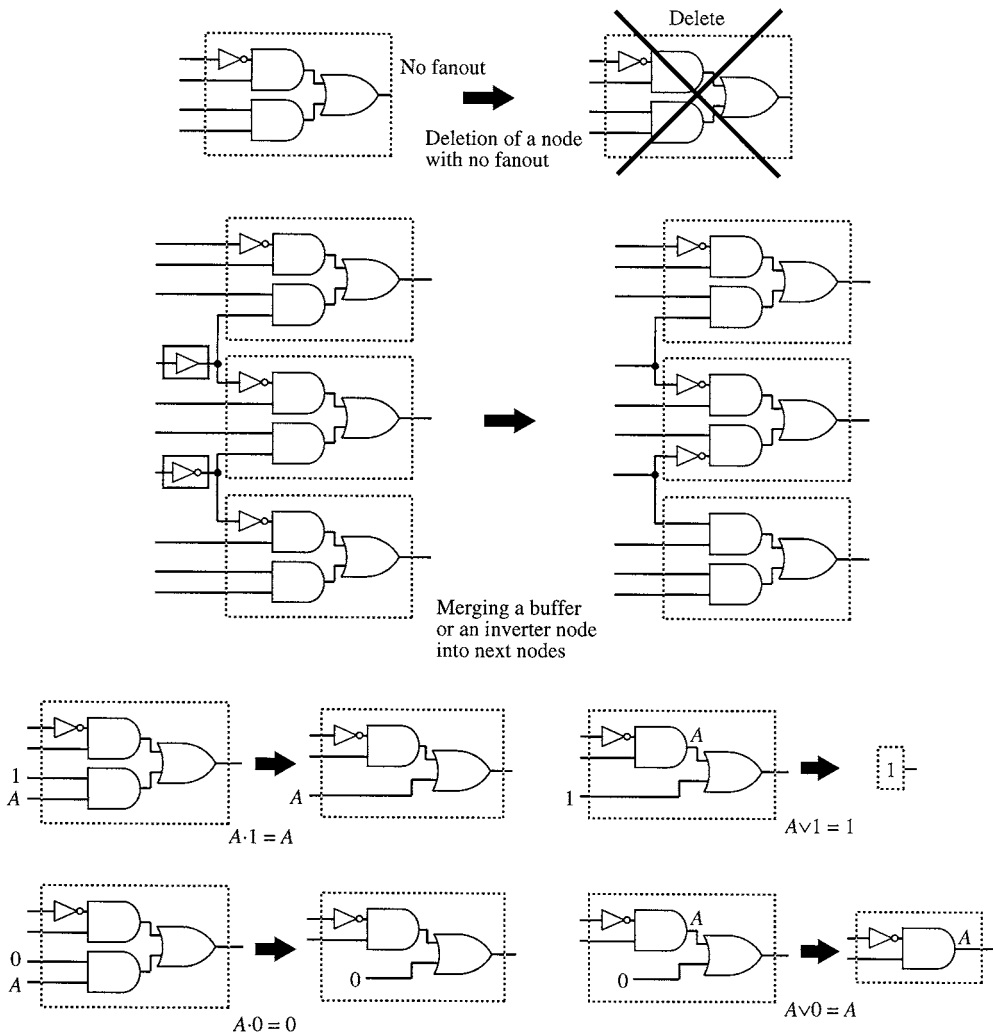 Delete
No fanout
Deletion of a node
with no fanout
Merging a buffer
or an inverter node
into next nodes
1
A
A·1 = A
A
A
1
A∨1 = 1
1
0
A
A·0 = 0
0
A
0
A∨0 = A
A